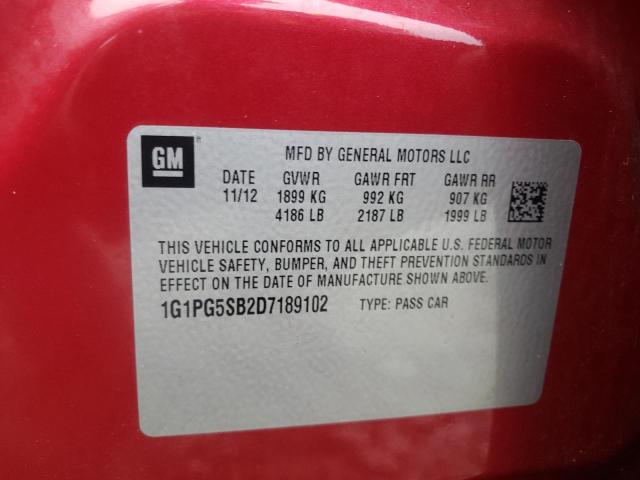 GM
MFD BY GENERAL MOTORS LLC
DATE GVWR GAWR FRT GAWR RR
11/12 1899 KG 992 KG 907 KG
4186 LB 2187 LB 1999 LB
THIS VEHICLE CONFORMS TO ALL APPLICABLE U.S. FEDERAL MOTOR
VEHICLE SAFETY, BUMPER, AND THEFT PREVENTION STANDARDS IN
EFFECT ON THE DATE OF MANUFACTURE SHOWN ABOVE.
1G1PG5SB2D7189102 TYPE: PASS CAR